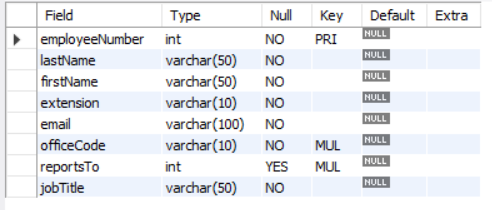 Field Type Null Key Default Extra
employeeNumber int NO PRI NULL
lastName varchar(50) NO NULL
firstName varchar(50) NO NULL
extension varchar(10) NO NULL
email varchar(100) NO NULL
officeCode varchar(10) NO MUL NULL
reportsTo int YES MUL NULL
jobTitle varchar(50) NO NULL